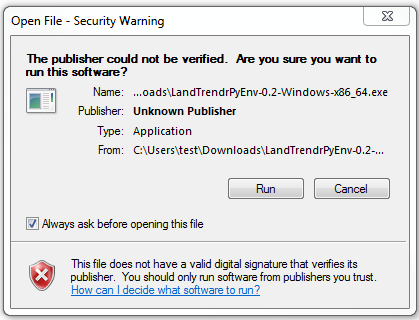 Open File - Security Warning
The publisher could not be verified. Are you sure you want to
run this software?
Name: ...oads\LandTrendrPyEnv-0.2-Windows-x86_64.exe
Publisher: Unknown Publisher
Type: Application
From: C:\Users\test\Downloads\LandTrendrPyEnv-0.2-...
Run Cancel
Always ask before opening this file
This file does not have a valid digital signature that verifies its
publisher. You should only run software from publishers you trust.
How can I decide what software to run?